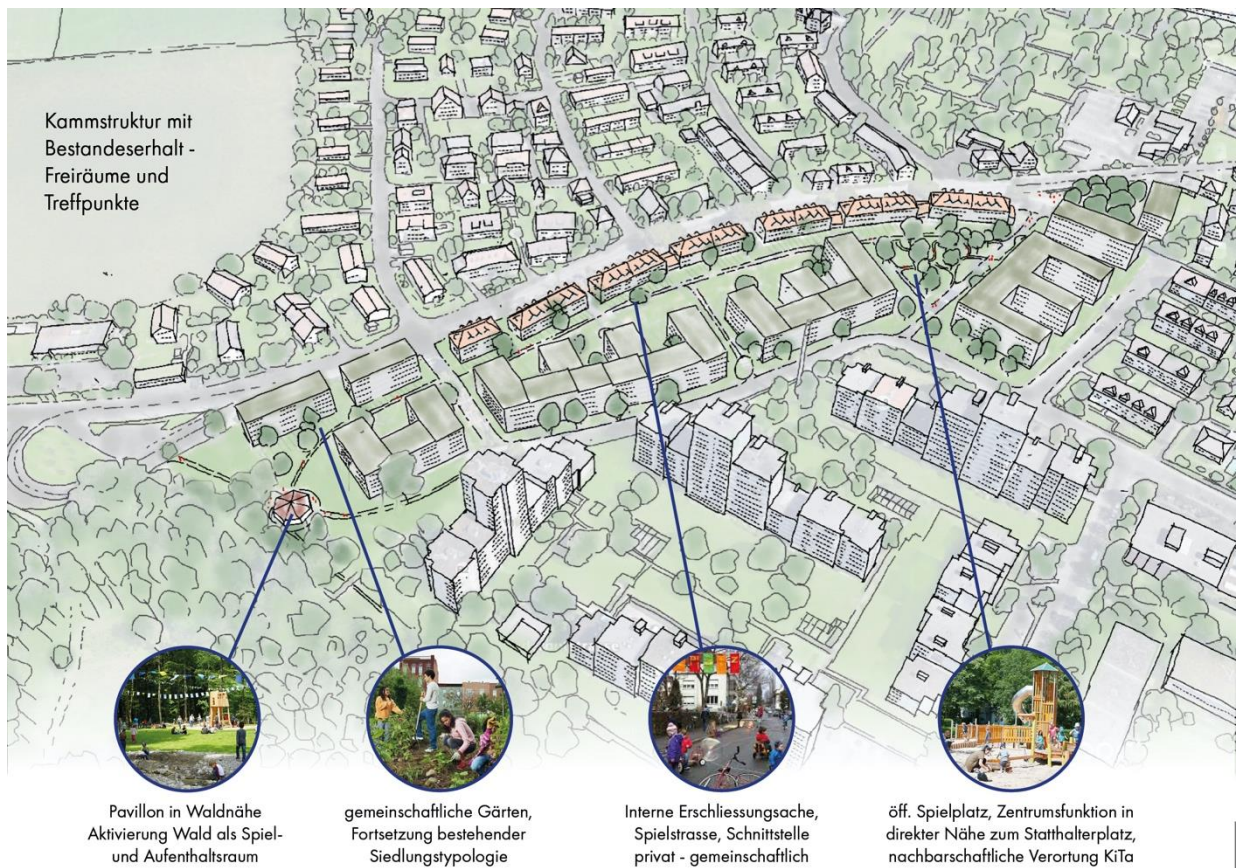 Kammstruktur mit
Bestandeserhalt -
Freiräume und
Treffpunkte
Pavillon in Waldnähe
Aktivierung Wald als Spiel-
und Aufenthaltsraum
gemeinschaftliche Gärten,
Fortsetzung bestehender
Siedlungstypologie
Interne Erschliessungsache,
Spielstrasse, Schnittstelle
privat - gemeinschaftlich
öff. Spielplatz, Zentrumsfunktion in
direkter Nähe zum Statthalterplatz,
nachbarschaftliche Verortung KiTa